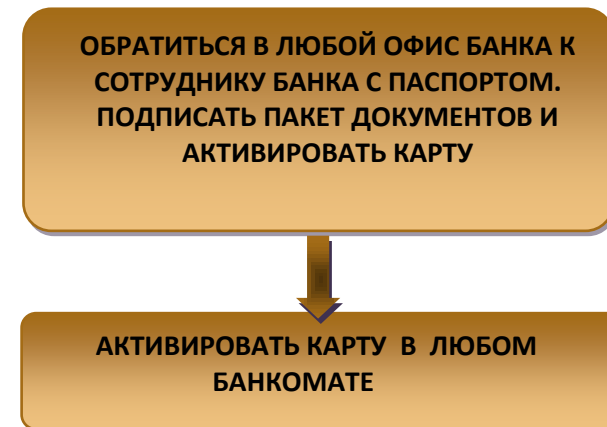 ОБРАТИТЬСЯ В ЛЮБОЙ ОФИС БАНКА К
СОТРУДНИКУ БАНКА С ПАСПОРТОМ.
ПОДПИСАТЬ ПАКЕТ ДОКУМЕНТОВ И
АКТИВИРОВАТЬ КАРТУ
АКТИВИРОВАТЬ КАРТУ В ЛЮБОМ
БАНКОМАТЕ